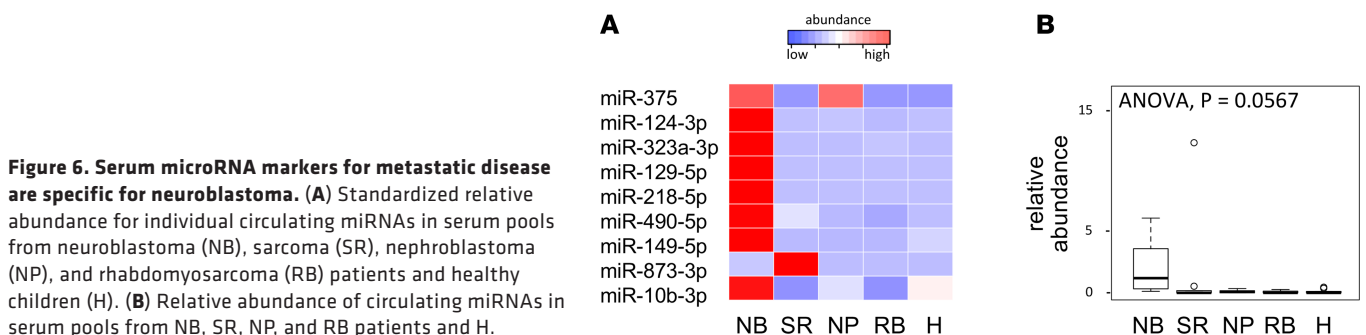 Figure 6. Serum microRNA markers for metastatic disease
are specific for neuroblastoma. (A) Standardized relative
abundance for individual circulating miRNAs in serum pools
from neuroblastoma (NB), sarcoma (SR), nephroblastoma
(NP), and rhabdomyosarcoma (RB) patients and healthy
children (H). (B) Relative abundance of circulating miRNAs in
serum pools from NB, SR, NP, and RB patients and H.
A
abundance
low high
miR-375
miR-124-3p
miR-323a-3p
miR-129-5p
miR-218-5p
miR-490-5p
miR-149-5p
miR-873-3p
miR-10b-3p
NB SR NP RB H
B
ANOVA, P = 0.0567
relative
abundance
15
5
0
NB SR NP RB H